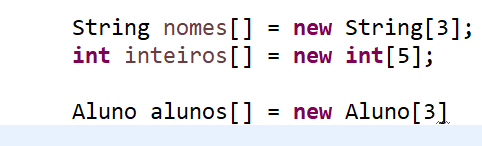 String nomes[] = new String[3];
int inteiros[] = new int[5];
Aluno alunos[] = new Aluno[3]